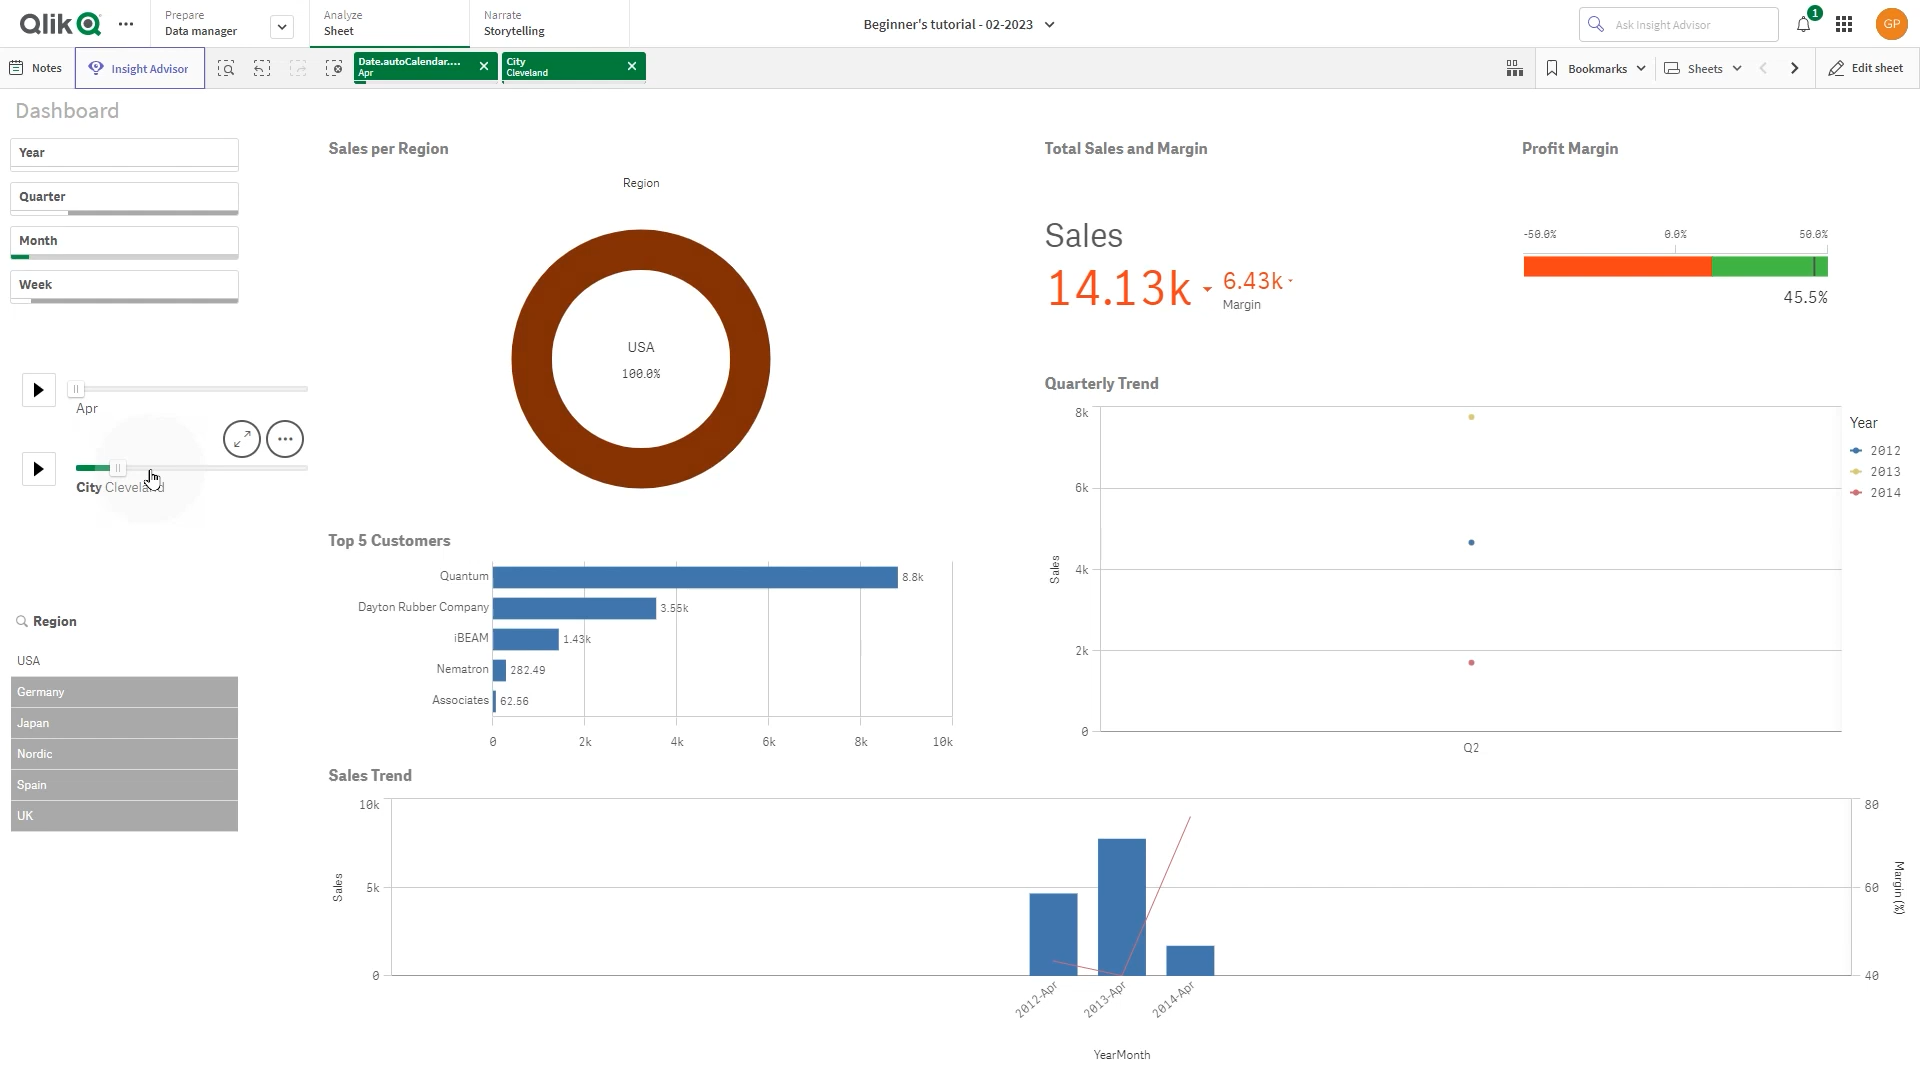 Qlik
Prepare
Data manager
Analyze
Sheet
Narrate
Storytelling
Beginner's tutorial - 02-2023
Ask Insight Advisor
1
GP
Notes
Insight Advisor
Date.autoCalendar....
Apr
City
Cleveland
Bookmarks
Sheets
Edit sheet
Dashboard
Year
Quarter
Month
Week
Apr
City Cleveland
Region
USA
Germany
Japan
Nordic
Spain
UK
Sales per Region
Region
USA
100.0%
Total Sales and Margin
Sales
14.13k
6.43k
Margin
Profit Margin
-50.0%
0.0%
50.0%
45.5%
Top 5 Customers
Quantum
8.8k
Dayton Rubber Company
3.55k
iBEAM
1.43k
Nematron
282.49
Associates
62.56
0
2k
4k
6k
8k
10k
Quarterly Trend
8k
6k
4k
2k
0
Sales
Q2
Year
2012
2013
2014
Sales Trend
10k
5k
0
Sales
80
60
40
Margin (%)
2012-Apr
2013-Apr
2014-Apr
YearMonth